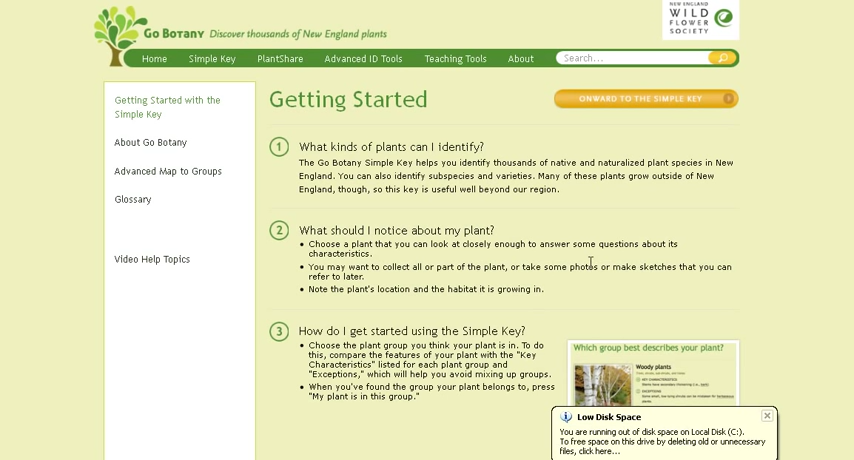 Go Botany Discover thousands of New England plants
NEW ENGLAND
WILD
FLOWER
SOCIETY
Home Simple Key PlantShare Advanced ID Tools Teaching Tools About Search...
Getting Started with the
Simple Key
About Go Botany
Advanced Map to Groups
Glossary
Video Help Topics
Getting Started
ONWARD TO THE SIMPLE KEY
1 What kinds of plants can I identify?
The Go Botany Simple Key helps you identify thousands of native and naturalized plant species in New
England. You can also identify subspecies and varieties. Many of these plants grow outside of New
England, though, so this key is useful well beyond our region.
2 What should I notice about my plant?
• Choose a plant that you can look at closely enough to answer some questions about its
characteristics.
• You may want to collect all or part of the plant, or take some photos or make sketches that you can
refer to later.
• Note the plant's location and the habitat it is growing in.
3 How do I get started using the Simple Key?
• Choose the plant group you think your plant is in. To do
this, compare the features of your plant with the "Key
Characteristics" listed for each plant group and
"Exceptions," which will help you avoid mixing up groups.
• When you've found the group your plant belongs to, press
"My plant is in this group."
Which group best describes your plant?
Woody plants
KEY CHARACTERISTICS:
EXCEPTIONS:
Low Disk Space
You are running out of disk space on Local Disk (C:).
To free space on this drive by deleting old or unnecessary
files, click here...